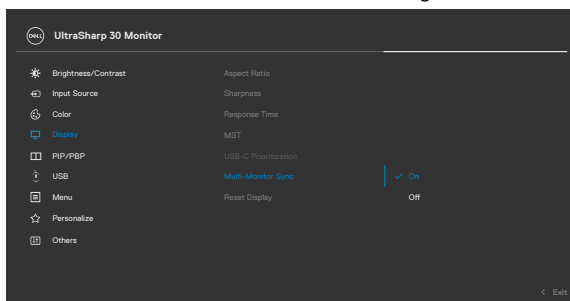 DELL
UltraSharp 30 Monitor
Brightness/Contrast
Aspect Ratio
Input Source
Sharpness
Color
Response Time
Display
MST
PIP/PBP
USB-C Prioritization
USB
Multi-Monitor Sync
On
Menu
Reset Display
Off
Personalize
Others
Exit